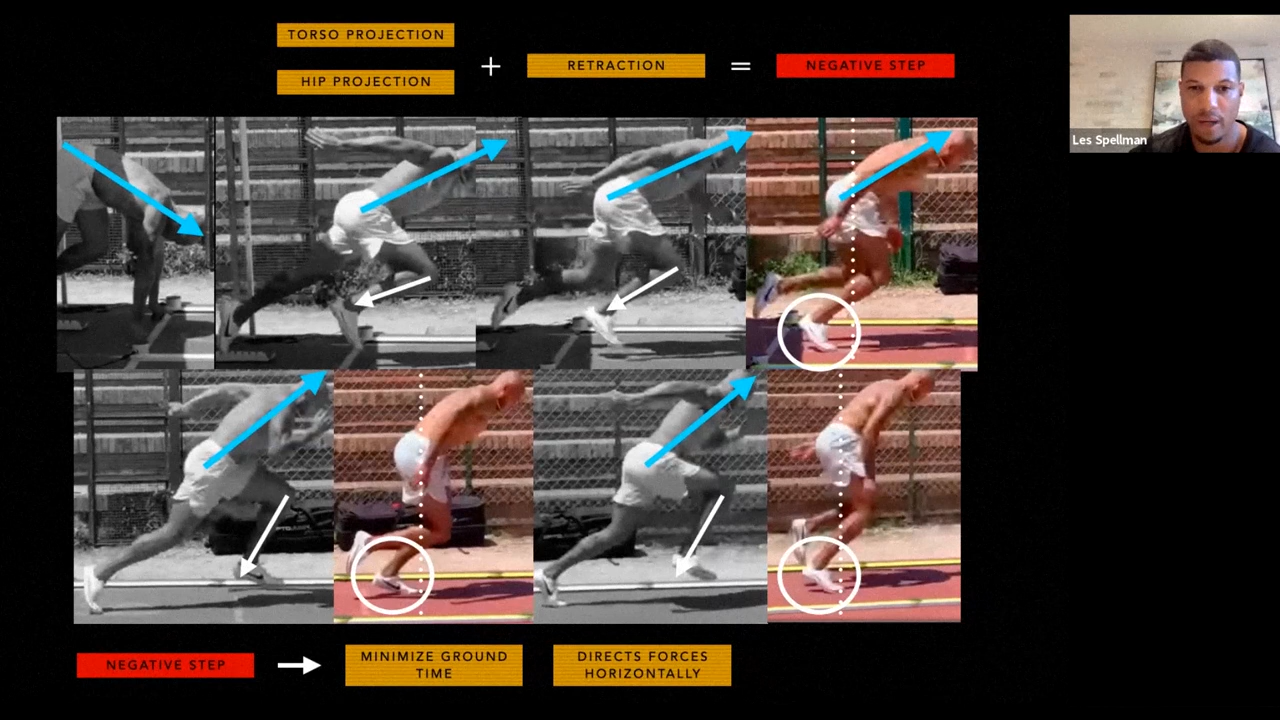 TORSO PROJECTION
HIP PROJECTION
+
RETRACTION
=
NEGATIVE STEP
Les Spellman
NEGATIVE STEP
MINIMIZE GROUND
TIME
DIRECTS FORCES
HORIZONTALLY